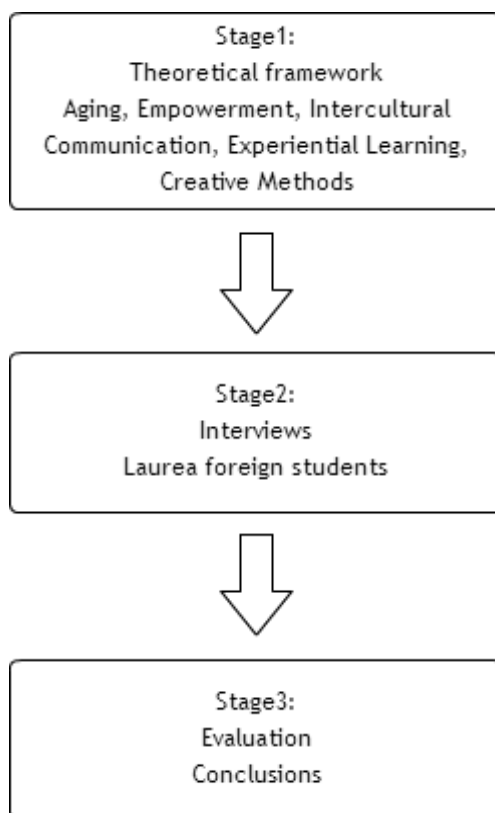 Stage1:
Theoretical framework
Aging, Empowerment, Intercultural
Communication, Experiential Learning,
Creative Methods
Stage2:
Interviews
Laurea foreign students
Stage3:
Evaluation
Conclusions